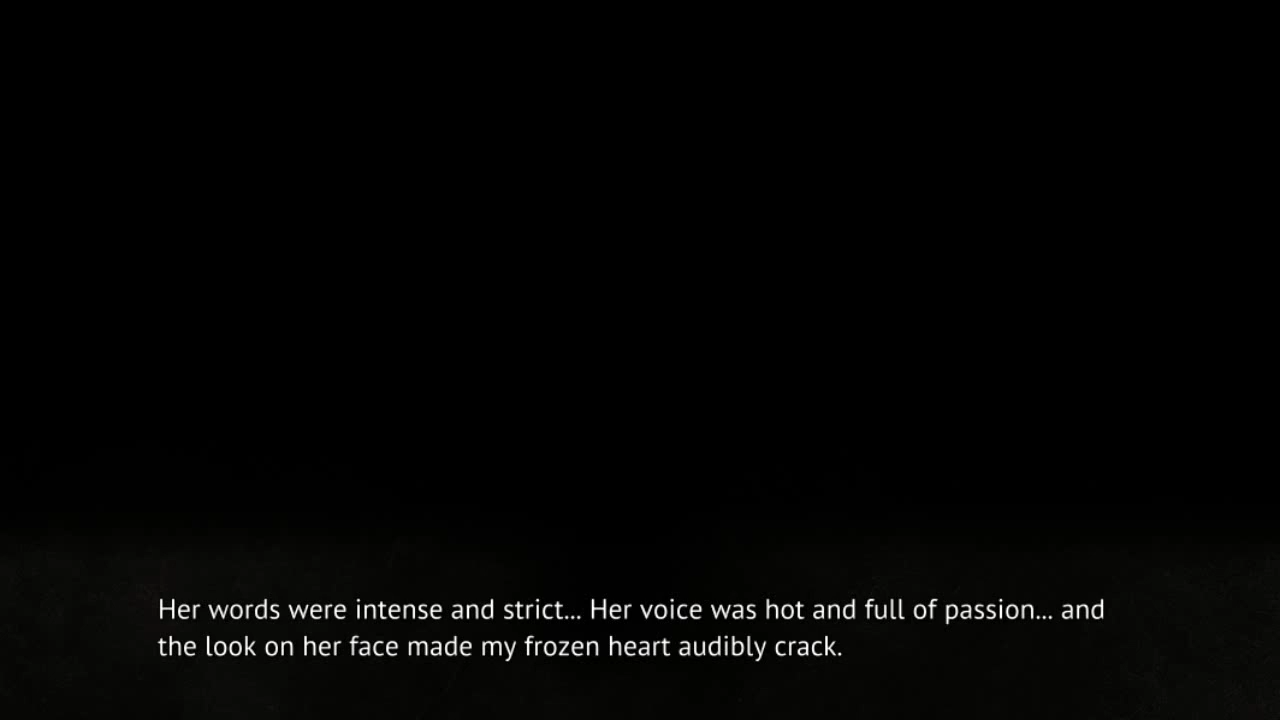 Her words were intense and strict... Her voice was hot and full of passion... and
the look on her face made my frozen heart audibly crack.